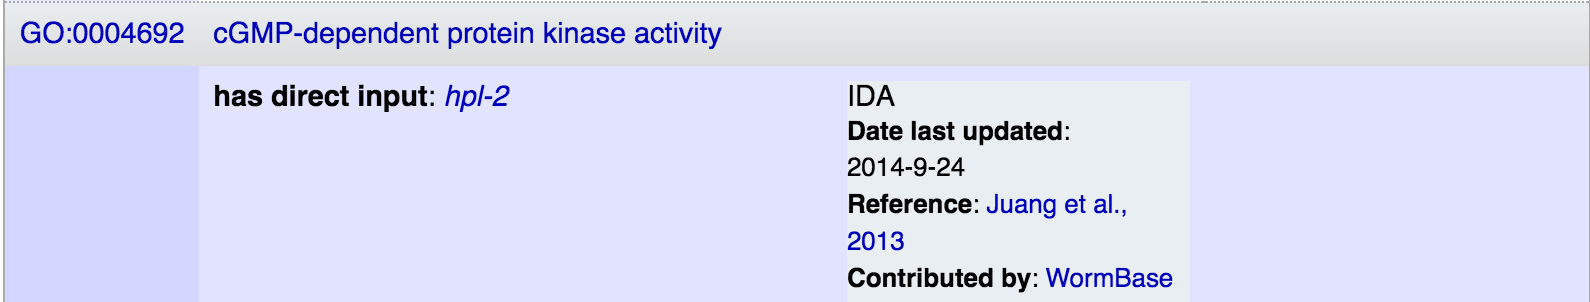 GO:0004692 cGMP-dependent protein kinase activity
has direct input: hpl-2
IDA
Date last updated:
2014-9-24
Reference: Juang et al.,
2013
Contributed by: WormBase